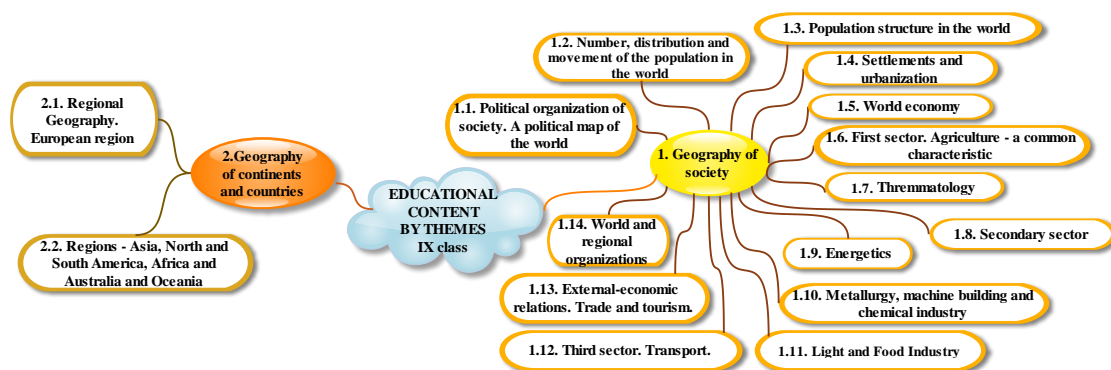 EDUCATIONAL
CONTENT
BY THEMES
IX class
1. Geography of
society
1.1. Political organization of
society. A political map of
the world
1.2. Number, distribution and
movement of the population in
the world
1.3. Population structure in the world
1.4. Settlements and
urbanization
1.5. World economy
1.6. First sector. Agriculture - a common
characteristic
1.7. Thremmatology
1.8. Secondary sector
1.9. Energetics
1.10. Metallurgy, machine building and
chemical industry
1.11. Light and Food Industry
1.12. Third sector. Transport.
1.13. External-economic
relations. Trade and tourism.
1.14. World and
regional
organizations
2.Geography
of continents
and countries
2.1. Regional
Geography.
European region
2.2. Regions - Asia, North and
South America, Africa and
Australia and Oceania